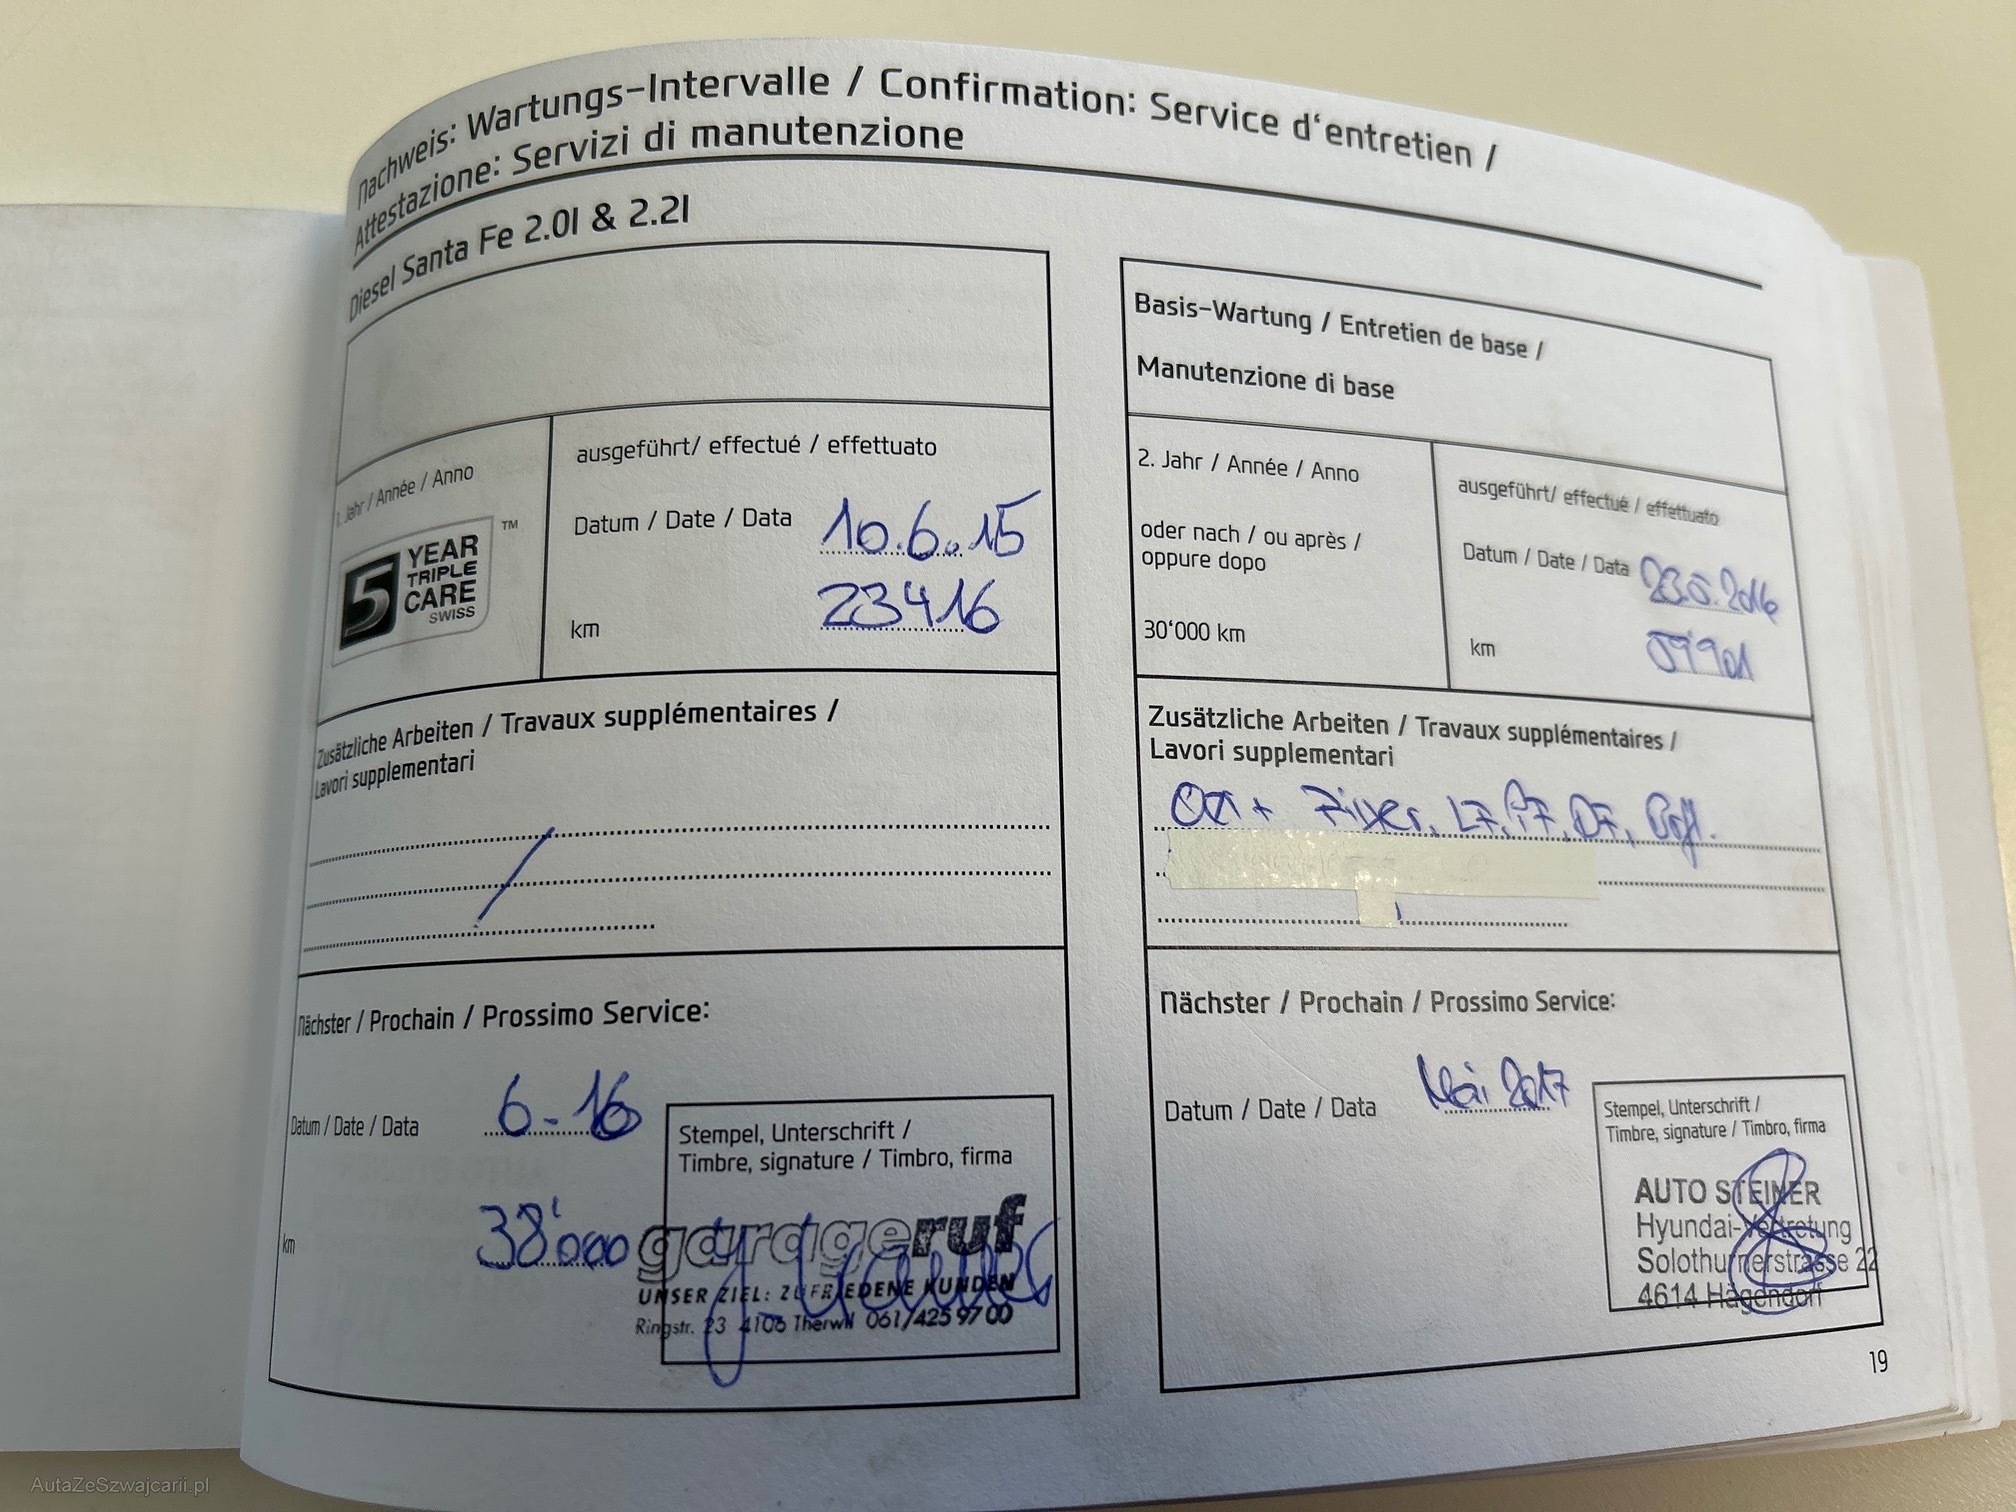 Nachweis: Wartungs-Intervalle / Confirmation: Service d'entretien /
Attestazione: Servizi di manutenzione
Diesel Santa Fe 2.0l & 2.2l
1. Jahr / Année / Anno
5 YEAR
TRIPLE
CARE
SWISS
TM
ausgeführt/ effectué / effettuato
Datum / Date / Data 10.6.15
km 23416
Zusätzliche Arbeiten / Travaux supplémentaires /
Lavori supplementari
Nächster / Prochain / Prossimo Service:
Datum / Date / Data 6-16
km 38'000
Stempel, Unterschrift /
Timbre, signature / Timbro, firma
garageruf
UNSER ZIEL: ZUFRIEDENE KUNDEN
Ringstr. 23 4106 Therwil 061/425 97 00
Basis-Wartung / Entretien de base /
Manutenzione di base
2. Jahr / Année / Anno
oder nach / ou après /
oppure dopo
30'000 km
ausgeführt/ effectué / effettuato
Datum / Date / Data
km
Zusätzliche Arbeiten / Travaux supplémentaires /
Lavori supplementari
LF,
Nächster / Prochain / Prossimo Service:
Datum / Date / Data Mai 2017
Stempel, Unterschrift /
Timbre, signature / Timbro, firma
AUTO STEINER
Hyundai-Vertretung
Solothurnerstrasse 22
4614 Hägendorf
19
AutaZeSzwajcarii.pl